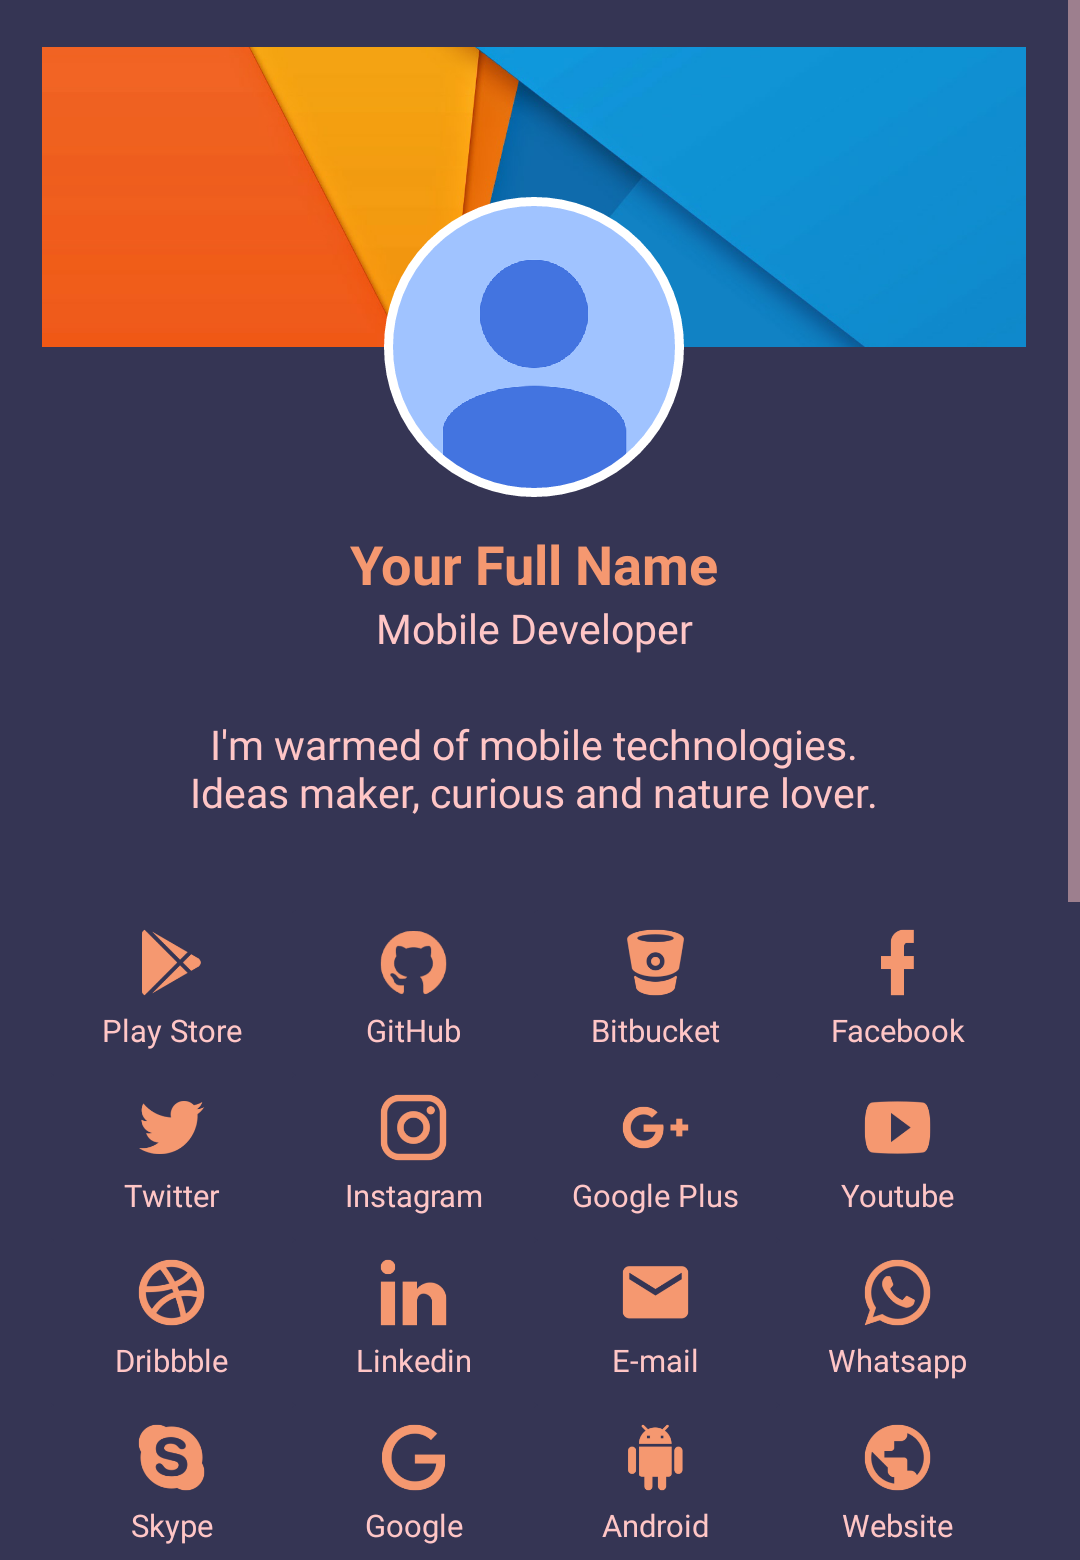 Your Full Name
Mobile Developer
I'm warmed of mobile technologies.
Ideas maker, curious and nature lover.
Play Store GitHub Bitbucket Facebook
Twitter Instagram Google Plus Youtube
Dribbble Linkedin E-mail Whatsapp
Skype Google Android Website